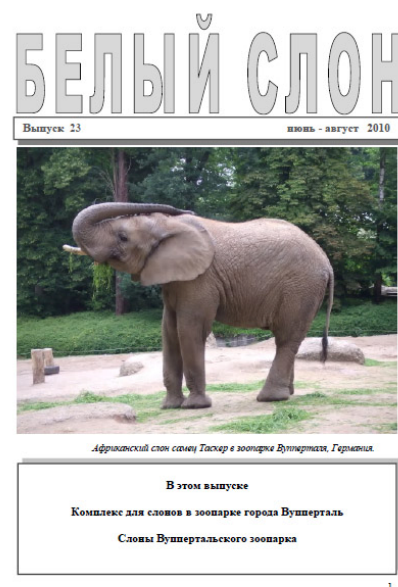 БЕЛЫЙ СЛОН
Выпуск 23 июнь - август 2010
Африканский слон самец Таскер в зоопарке Вупперталя, Германия.
В этом выпуске
Комплекс для слонов в зоопарке города Вупперталь
Слоны Вуппертальского зоопарка
1